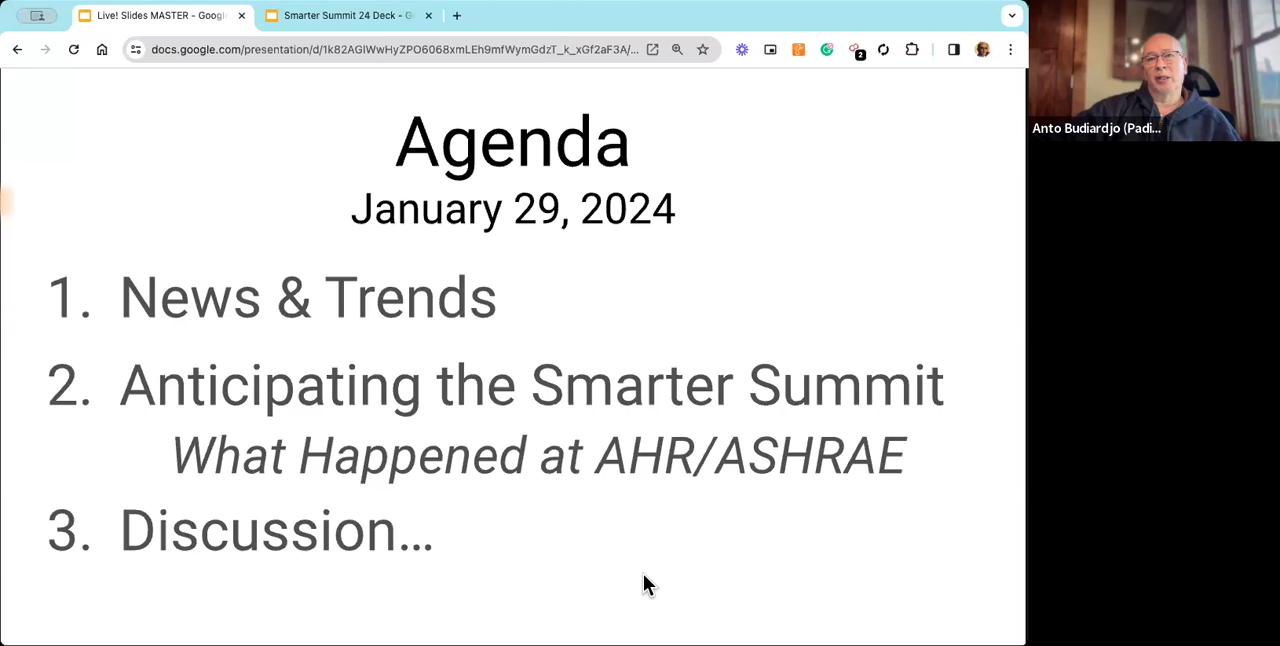 Live! Slides MASTER - Googl
Smarter Summit 24 Deck - G
docs.google.com/presentation/d/1k82AGlWwHyZPO6068xmLEh9mfWymGdzT_k_xGf2aF3A/...
2
Anto Budiardjo (Padi...
Agenda
January 29, 2024
1. News & Trends
2. Anticipating the Smarter Summit
What Happened at AHR/ASHRAE
3. Discussion...